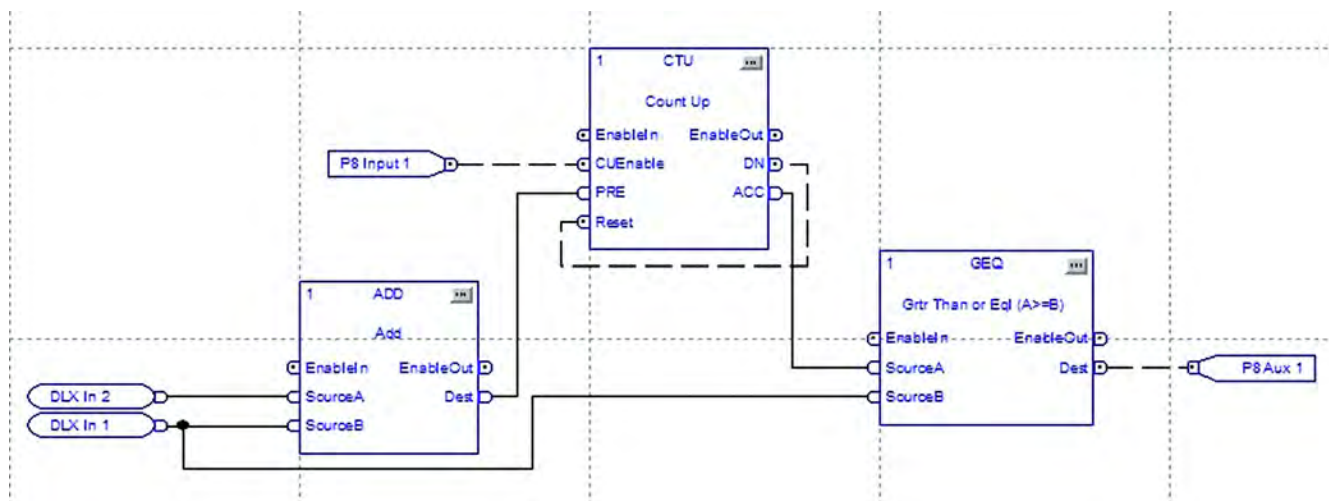 1 CTU ...
Count Up
EnableIn EnableOut
P8 Input 1 CUEnable DN
PRE ACC
Reset
1 GEQ ...
Grtr Than or Eql (A>=B)
EnableIn EnableOut
SourceA Dest P8 Aux 1
SourceB
1 ADD ...
Add
EnableIn EnableOut
DLX In 2 SourceA Dest
DLX In 1 SourceB